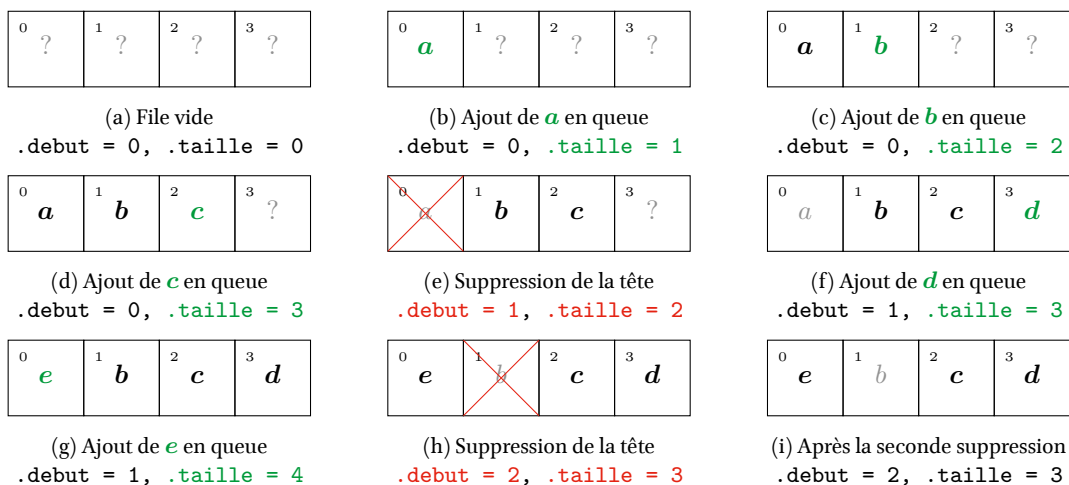 0 ? 1 ? 2 ? 3 ?
(a) File vide
.debut = 0, .taille = 0
0 a 1 ? 2 ? 3 ?
(b) Ajout de a en queue
.debut = 0, .taille = 1
0 a 1 b 2 ? 3 ?
(c) Ajout de b en queue
.debut = 0, .taille = 2
0 a 1 b 2 c 3 ?
(d) Ajout de c en queue
.debut = 0, .taille = 3
0 a 1 b 2 c 3 ?
(e) Suppression de la tête
.debut = 1, .taille = 2
0 a 1 b 2 c 3 d
(f) Ajout de d en queue
.debut = 1, .taille = 3
0 e 1 b 2 c 3 d
(g) Ajout de e en queue
.debut = 1, .taille = 4
0 e 1 b 2 c 3 d
(h) Suppression de la tête
.debut = 2, .taille = 3
0 e 1 b 2 c 3 d
(i) Après la seconde suppression
.debut = 2, .taille = 3